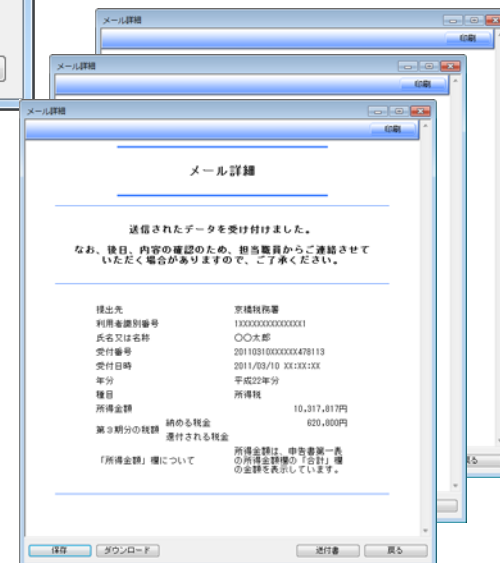 メール詳細
印刷
メール詳細
印刷
メール詳細
印刷
メール詳細
送信されたデータを受け付けました。
なお、後日、内容の確認のため、担当職員からご連絡させて
いただく場合がありますので、ご了承ください。
提出先 京橋税務署
利用者識別番号 1XXXXXXXXXXXXXX1
氏名又は名称 〇〇太郎
受付番号 20110310XXXXXX478113
受付日時 2011/03/10 XX:XX:XX
年分 平成22年分
種目 所得税
所得金額 10,317,817円
第3期分の税額 納める税金 620,800円
還付される税金
「所得金額」欄について 所得金額は、申告書第一表
の所得金額欄の「合計」欄
の金額を表示しています。
保存 ダウンロード 送付書 戻る
戻る